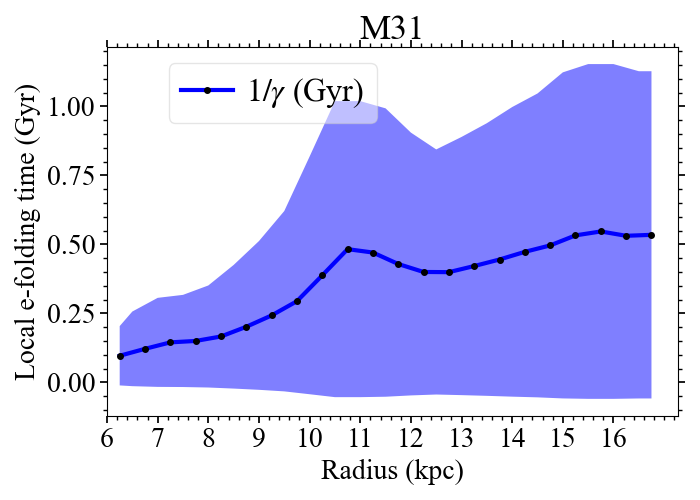 M31
1/γ (Gyr)
Local e-folding time (Gyr)
1.00
0.75
0.50
0.25
0.00
6 7 8 9 10 11 12 13 14 15 16
Radius (kpc)